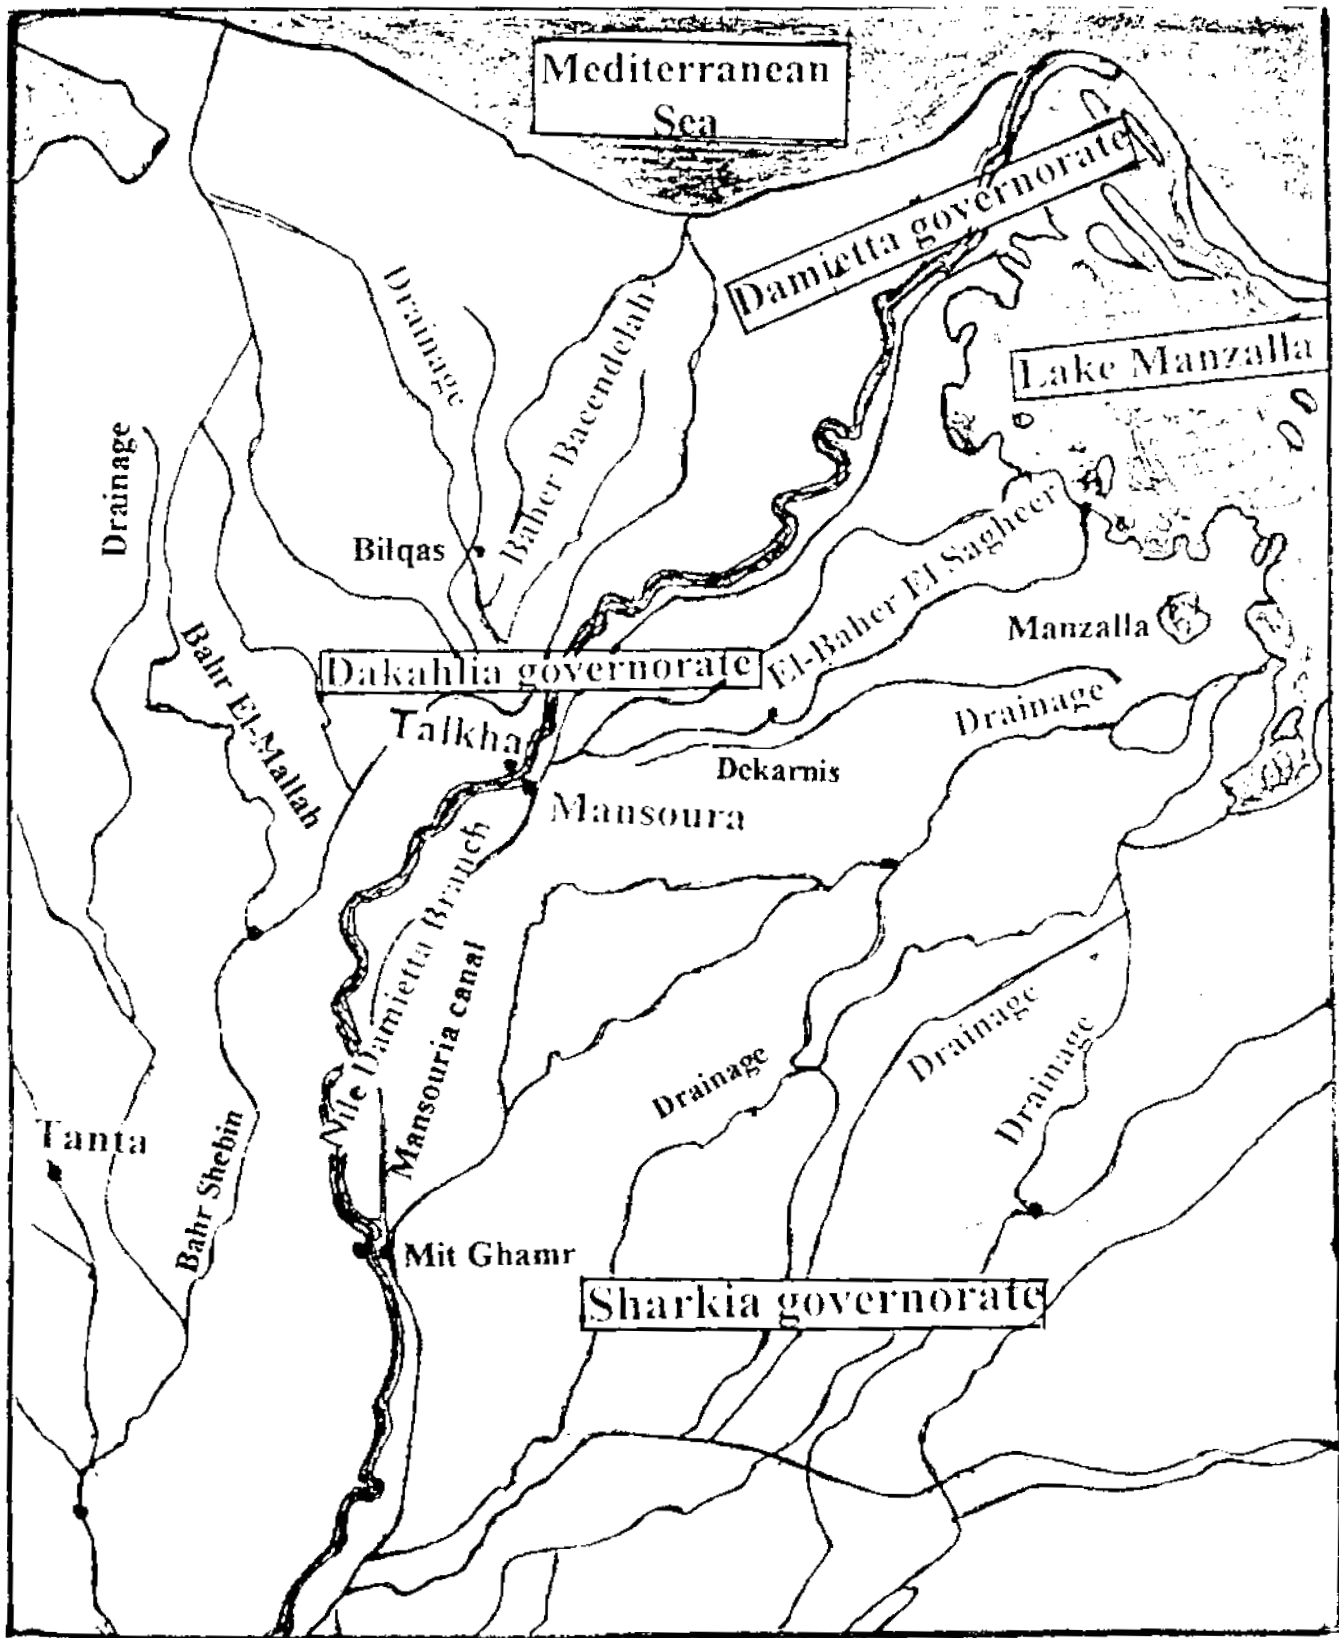 Mediterranean
Sea
Damietta governorate
Lake Manzalla
Drainage
Baher Bacendelah
Drainage
Bilqas
El-Baher El Sagheer
Manzalla
Bahr El-Mallah
Dakahlia governorate
Drainage
Talkha
Dekarnis
Mansoura
Nile Damietta Branch
Mansouria canal
Drainage
Drainage
Drainage
Tanta
Bahr Shebin
Mit Ghamr
Sharkia governorate